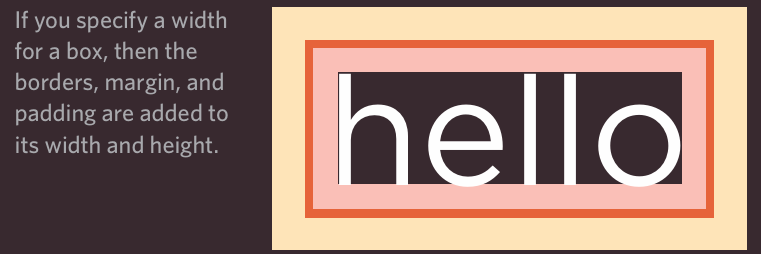 If you specify a width
for a box, then the
borders, margin, and
padding are added to
its width and height.
hello